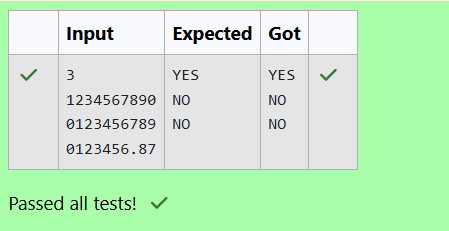 Input Expected Got
3 YES YES
1234567890 NO NO
0123456789 NO NO
0123456.87
Passed all tests!